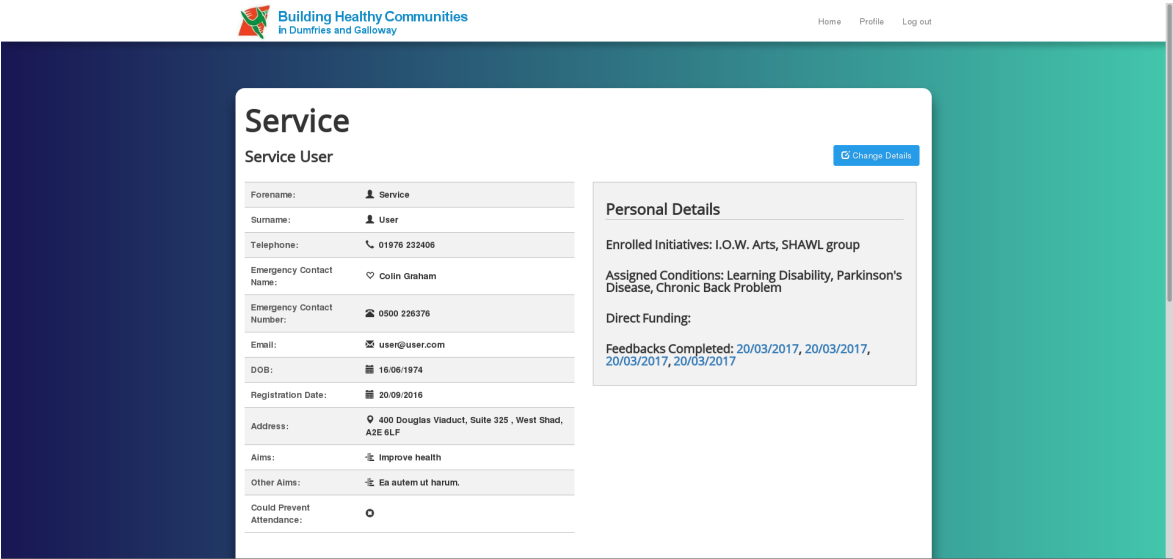 Building Healthy Communities
in Dumfries and Galloway
Home Profile Log out
Service
Service User
Change Details
Forename: Service
Surname: User
Telephone: 01976 232406
Emergency Contact
Name: Colin Graham
Emergency Contact
Number: 0500 226376
Email: user@user.com
DOB: 16/06/1974
Registration Date: 20/09/2016
Address: 400 Douglas Viaduct, Suite 325 , West Shad,
A2E 6LF
Aims: Improve health
Other Aims: Ea autem ut harum.
Could Prevent
Attendance:
Personal Details
Enrolled Initiatives: I.O.W. Arts, SHAWL group
Assigned Conditions: Learning Disability, Parkinson's
Disease, Chronic Back Problem
Direct Funding:
Feedbacks Completed: 20/03/2017, 20/03/2017,
20/03/2017, 20/03/2017